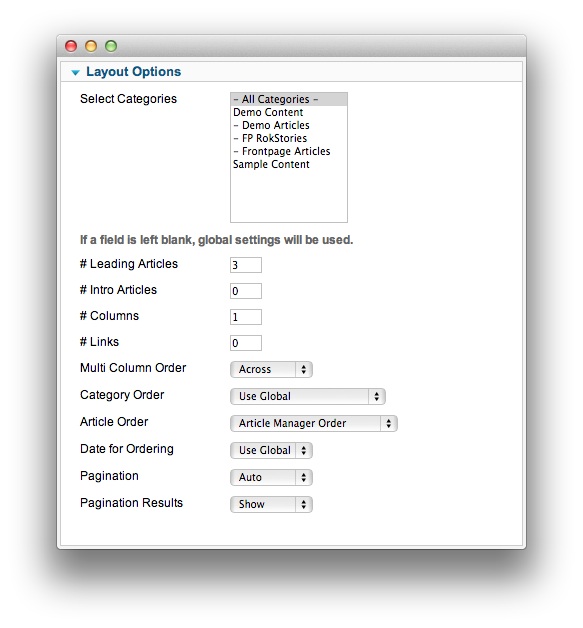 Layout Options
Select Categories
- All Categories -
Demo Content
- Demo Articles
- FP RokStories
- Frontpage Articles
Sample Content
If a field is left blank, global settings will be used.
# Leading Articles 3
# Intro Articles 0
# Columns 1
# Links 0
Multi Column Order Across
Category Order Use Global
Article Order Article Manager Order
Date for Ordering Use Global
Pagination Auto
Pagination Results Show